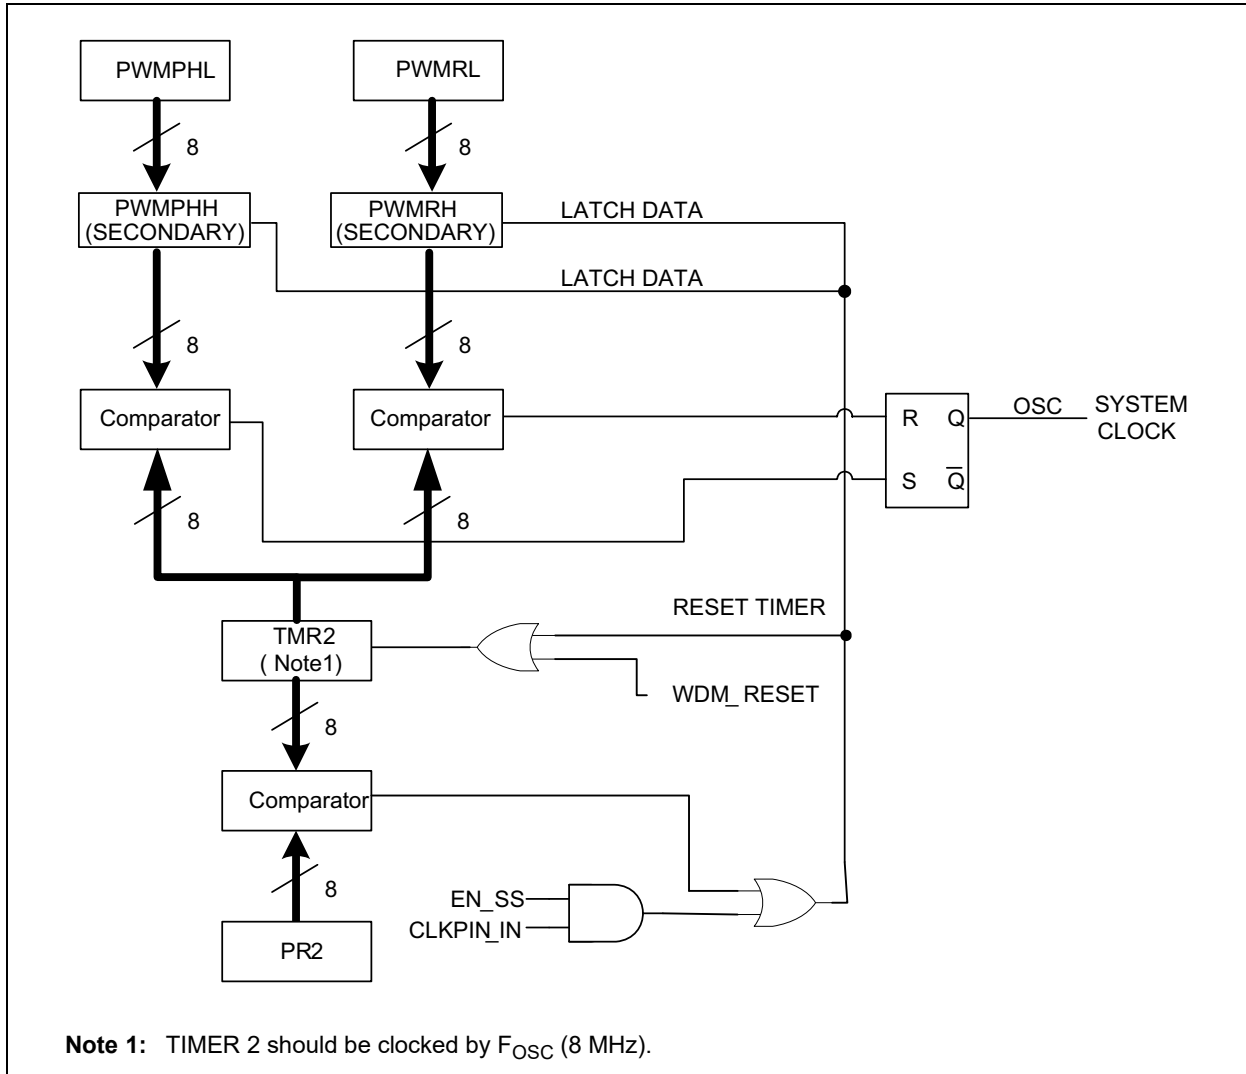 PWMPHL
PWMRL
8
8
PWMPHH
(SECONDARY)
PWMRH
(SECONDARY)
LATCH DATA
LATCH DATA
8
8
Comparator
Comparator
R Q
S Q̅
OSC
SYSTEM
CLOCK
8
8
RESET TIMER
TMR2
( Note1)
WDM_ RESET
8
Comparator
8
EN_SS
CLKPIN_IN
PR2
Note 1: TIMER 2 should be clocked by FOSC (8 MHz).